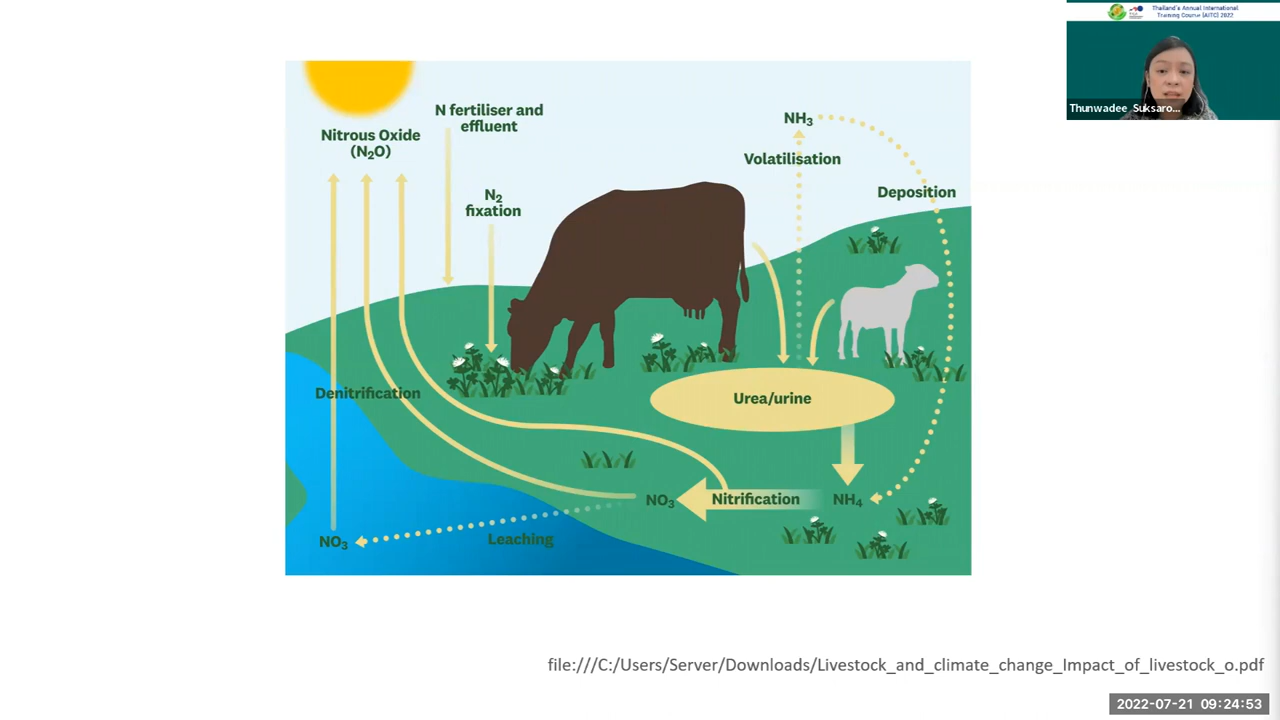 Thailand's Annual International
Training Course (AITC) 2022
Thunwadee Suksaro...
N fertiliser and
effluent
Nitrous Oxide
(N₂O)
NH₃
Volatilisation
Deposition
N₂
fixation
Denitrification
Urea/urine
NO₃
Nitrification
NH₄
NO₃
Leaching
file:///C:/Users/Server/Downloads/Livestock_and_climate_change_Impact_of_livestock_o.pdf
2022-07-21 09:24:53